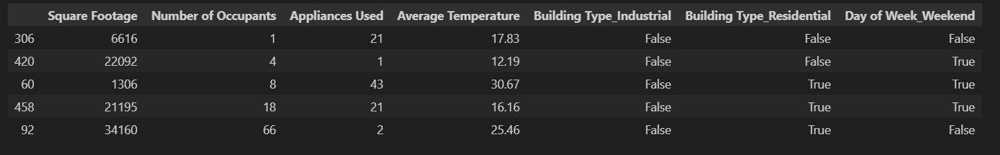 Square Footage Number of Occupants Appliances Used Average Temperature Building Type_Industrial Building Type_Residential Day of Week_Weekend
306 6616 1 21 17.83 False False False
420 22092 4 1 12.19 False False True
60 1306 8 43 30.67 False True True
458 21195 18 21 16.16 False True True
92 34160 66 2 25.46 False True False